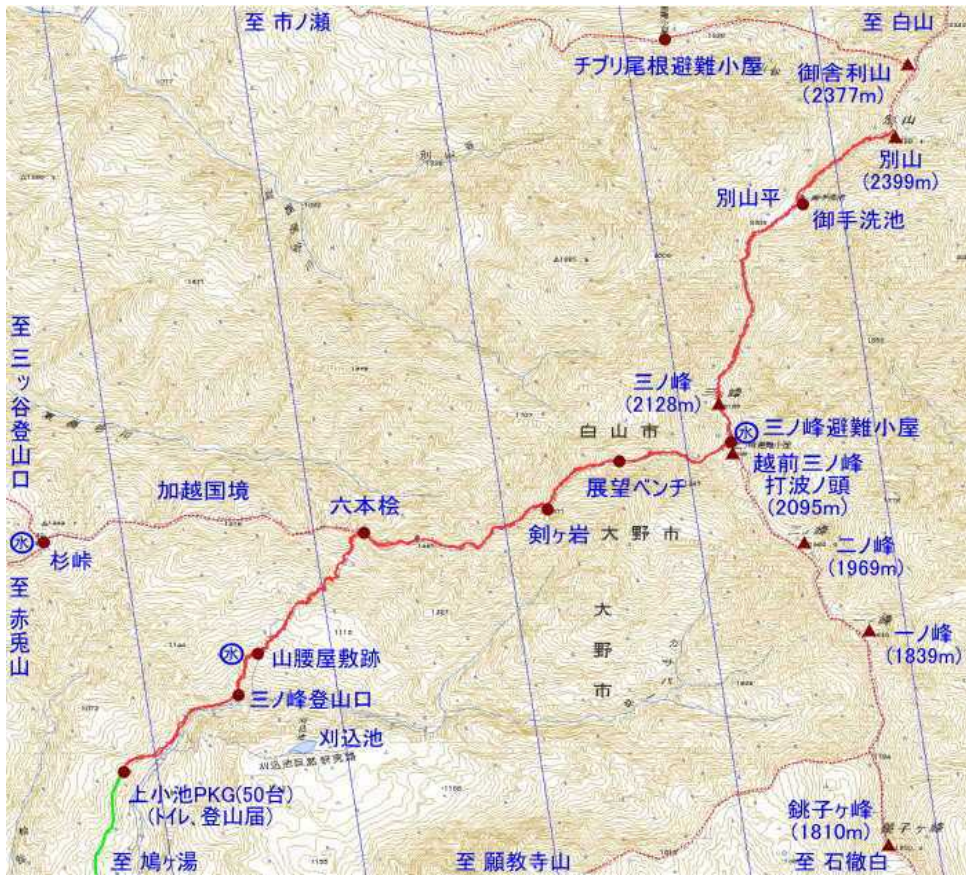 至 市ノ瀬
至 白山
チブリ尾根避難小屋
御舎利山
(2377m)
別山
別山
(2399m)
別山平
御手洗池
至 三ッ谷登山口
三ノ峰
(2128m)
三ノ峰避難小屋
水
白山市
越前三ノ峰
打波ノ頭
(2095m)
展望ベンチ
加越国境
六本桧
剣ヶ岩
大野市
二ノ峰
(1969m)
水
杉峠
至 赤兎山
大野市
一ノ峰
(1839m)
水
山腰屋敷跡
三ノ峰登山口
刈込池
上小池PKG(50台)
(トイレ、登山届)
銚子ヶ峰
(1810m)
銚子ヶ峰
至 鳩ヶ湯
至 願教寺山
至 石徹白